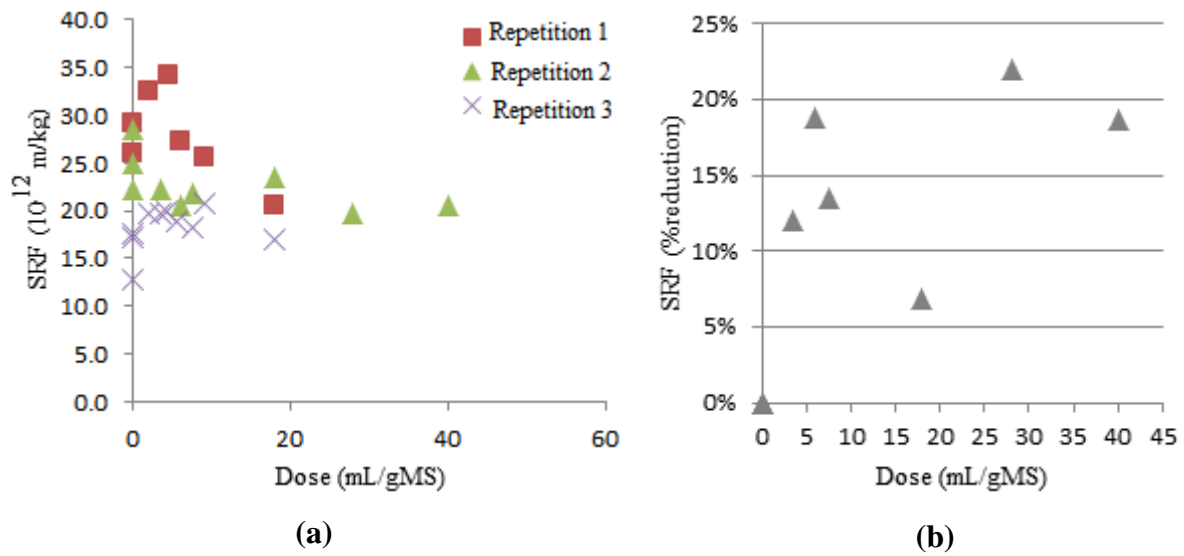 40.0
35.0
30.0
25.0
20.0
15.0
10.0
5.0
0.0
SRF (10^12 m/kg)
Repetition 1
Repetition 2
Repetition 3
0 20 40 60
Dose (mL/gMS)
(a)
25%
20%
15%
10%
5%
0%
SRF (%reduction)
0 5 10 15 20 25 30 35 40 45
Dose (mL/gMS)
(b)